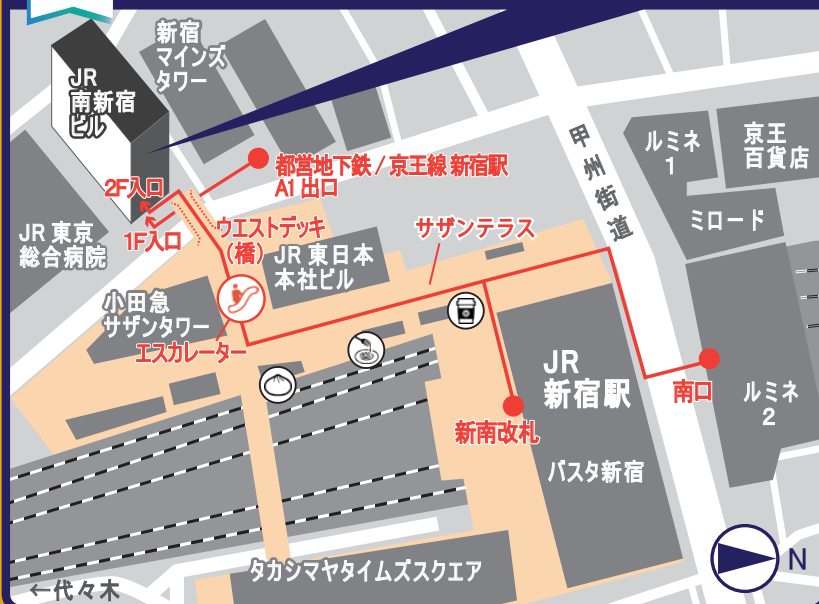 新宿
マインズ
タワー
JR
南新宿
ビル
都営地下鉄 / 京王線 新宿駅
A1 出口
2F入口
1F入口
JR 東京
総合病院
ウエストデッキ
(橋)
JR 東日本
本社ビル
サザンテラス
甲州街道
ルミネ
1
京王
百貨店
ミロード
小田急
サザンタワー
エスカレーター
JR
新宿駅
南口
ルミネ
2
新南改札
バスタ新宿
タカシマヤタイムズスクエア
←代々木
N